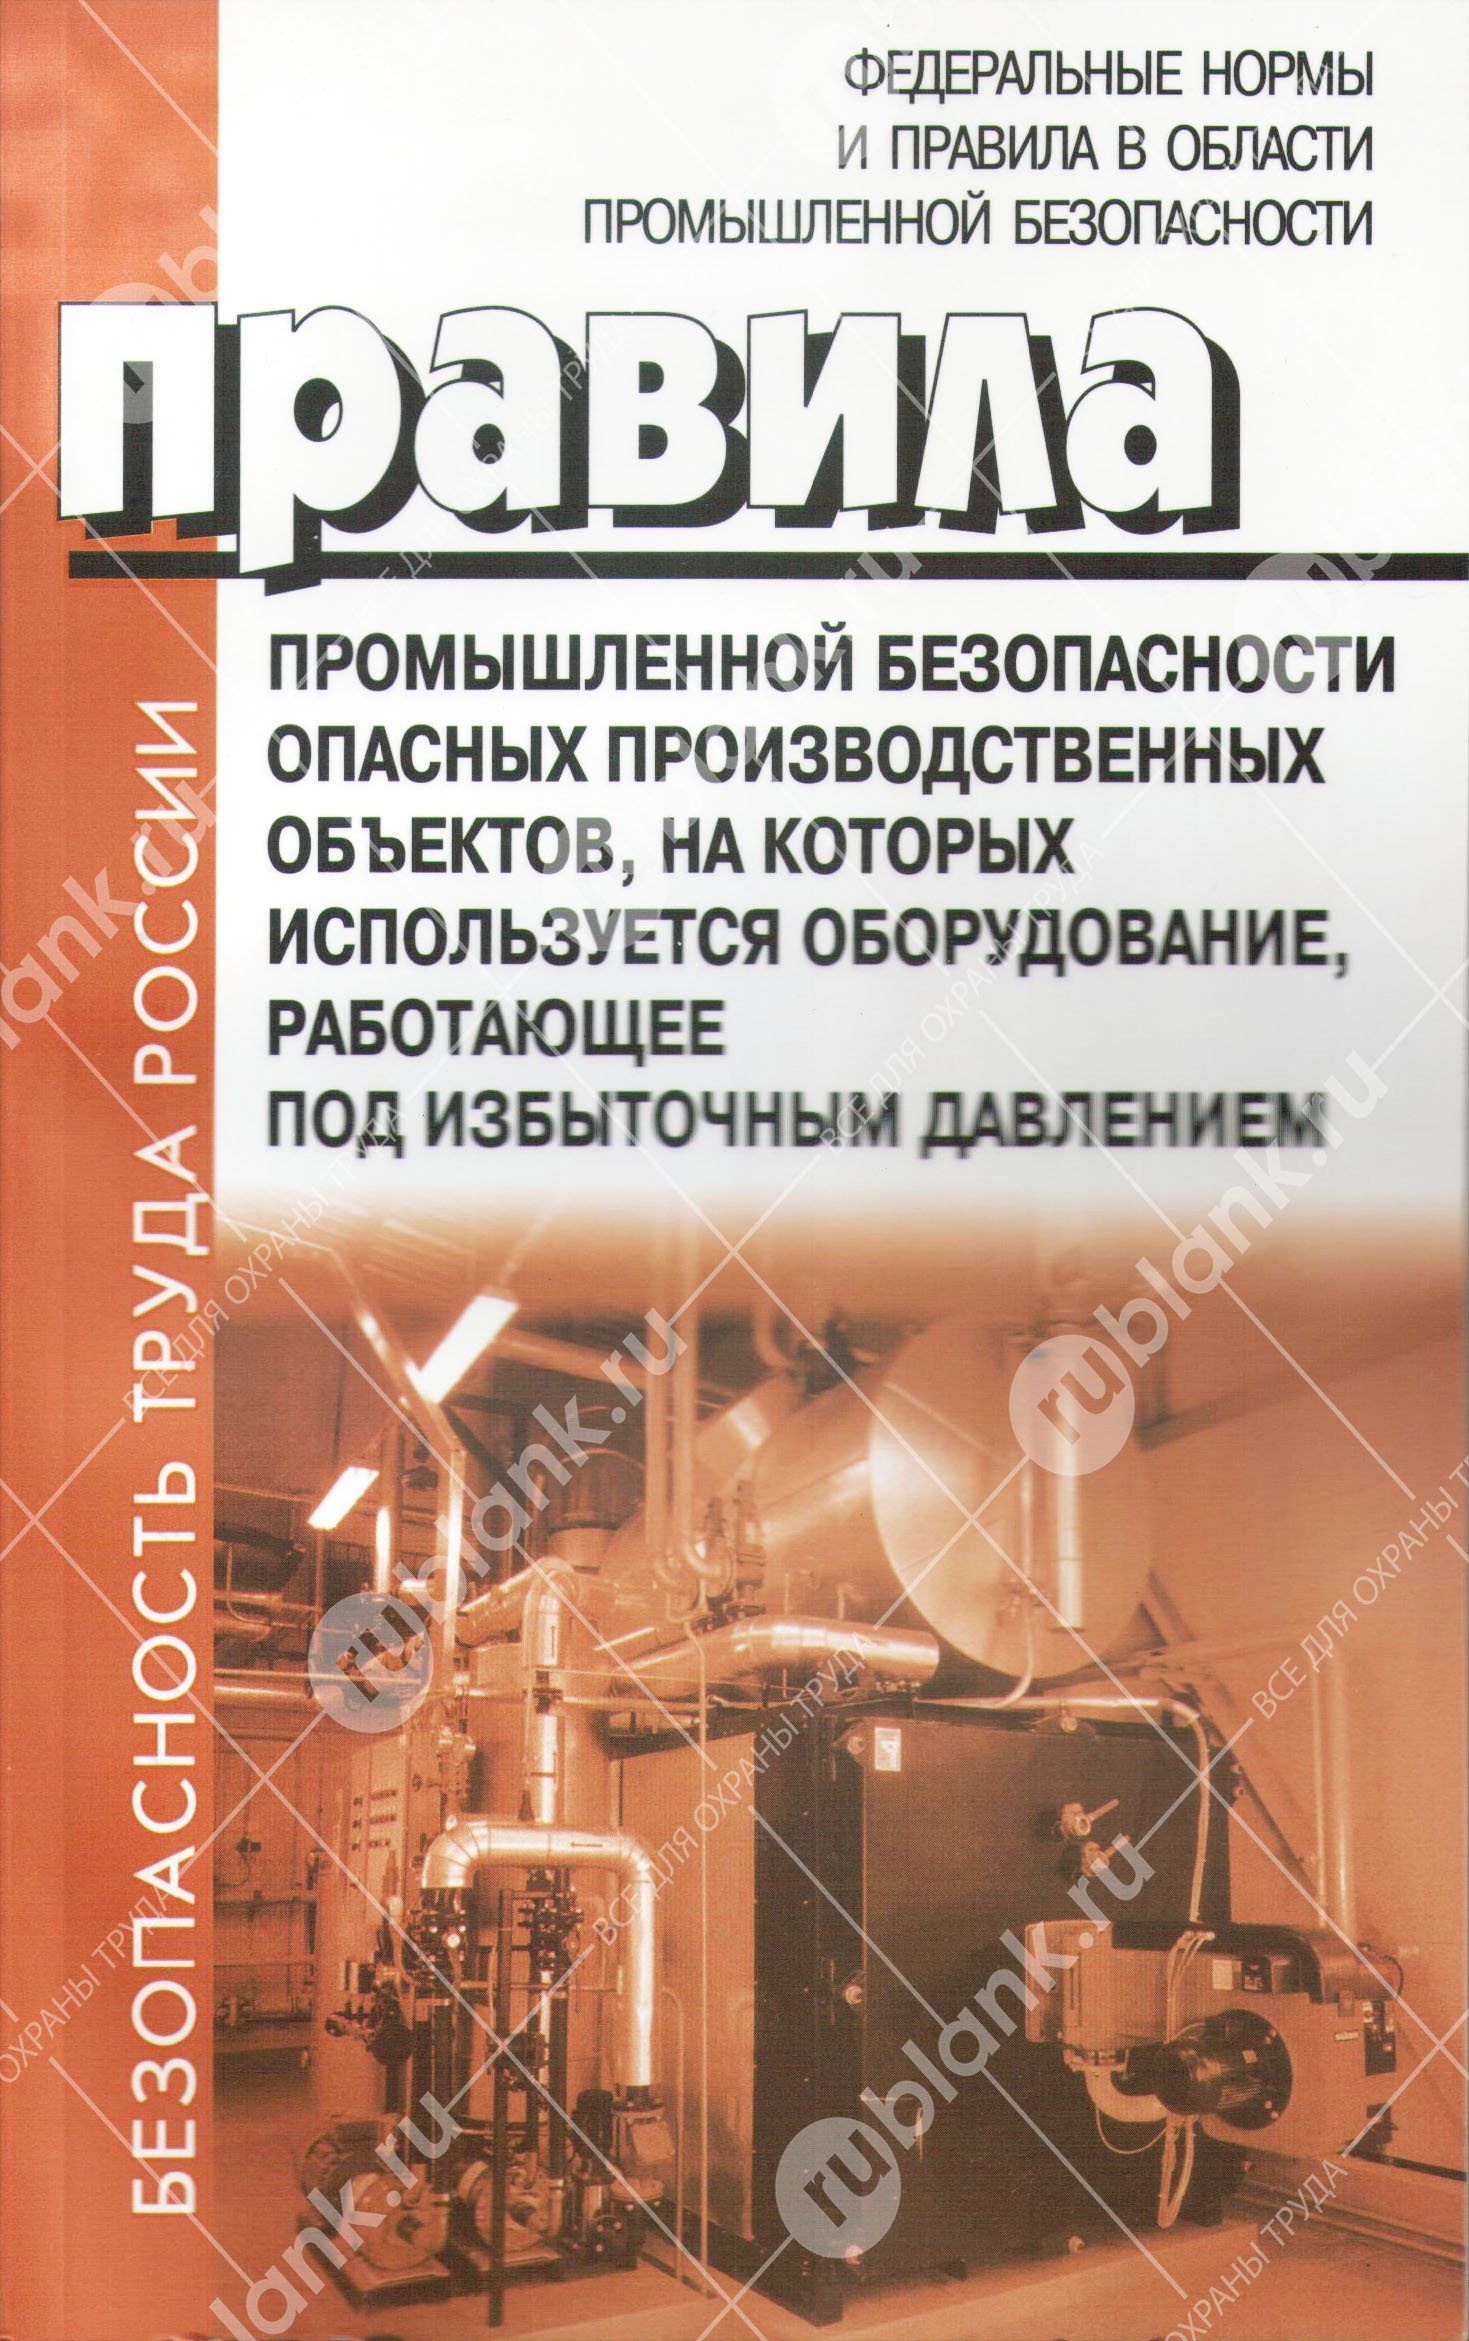 ФЕДЕРАЛЬНЫЕ НОРМЫ
И ПРАВИЛА В ОБЛАСТИ
ПРОМЫШЛЕННОЙ БЕЗОПАСНОСТИ
правила
ПРОМЫШЛЕННОЙ БЕЗОПАСНОСТИ
ОПАСНЫХ ПРОИЗВОДСТВЕННЫХ
ОБЪЕКТОВ, НА КОТОРЫХ
ИСПОЛЬЗУЕТСЯ ОБОРУДОВАНИЕ,
РАБОТАЮЩЕЕ
ПОД ИЗБЫТОЧНЫМ ДАВЛЕНИЕМ
БЕЗОПАСНОСТЬ ТРУДА РОССИИ
rublank.ru
ВСЕ ДЛЯ ОХРАНЫ ТРУДА